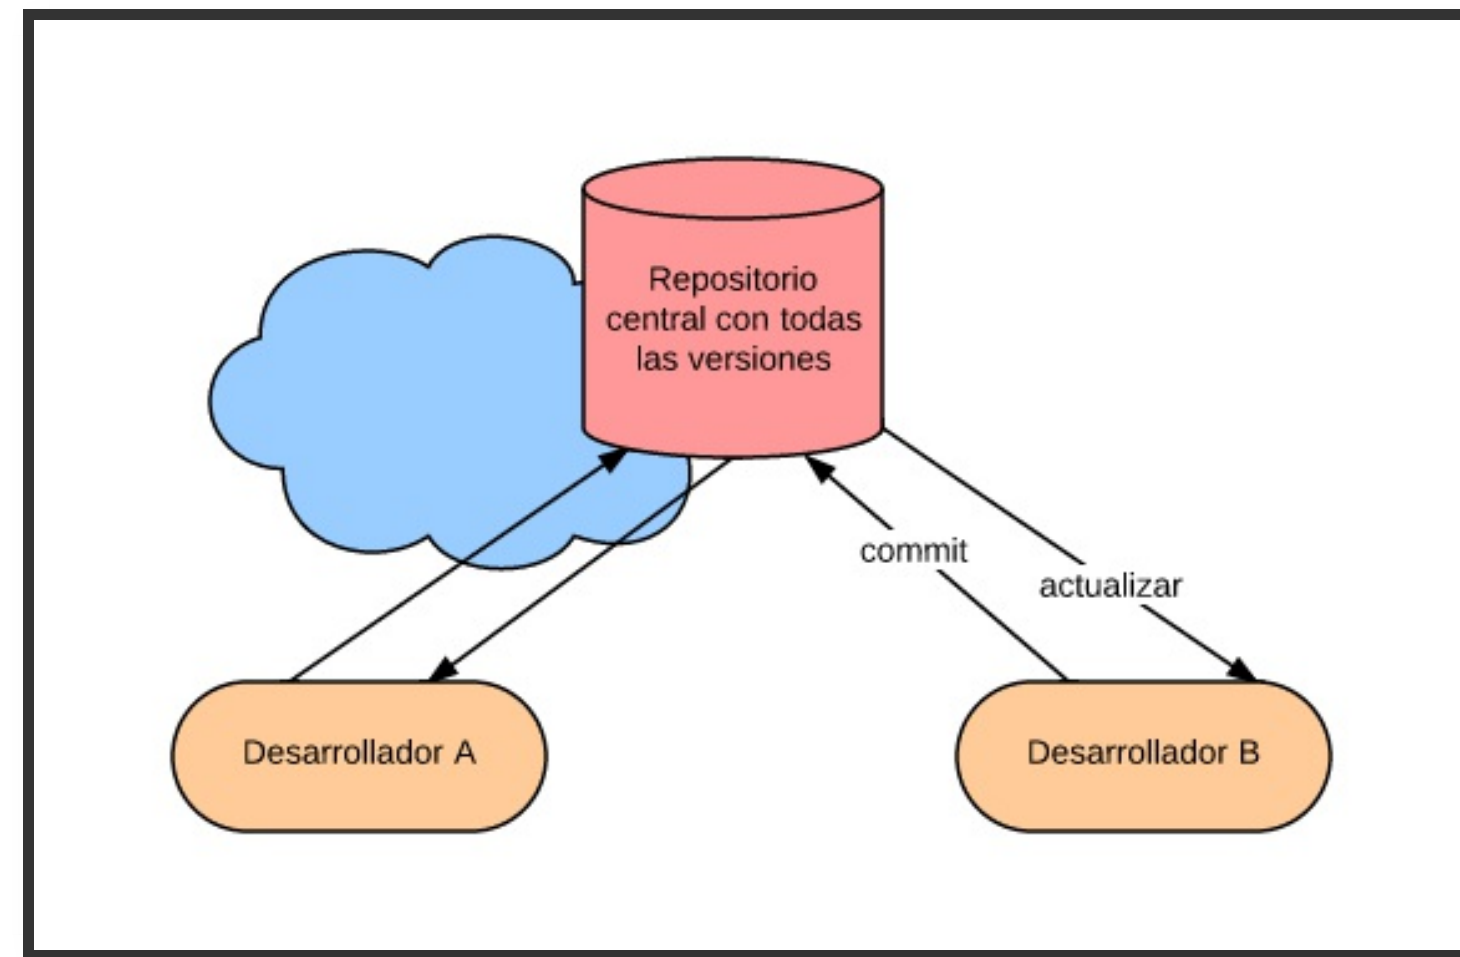 Repositorio
central con todas
las versiones
commit
actualizar
Desarrollador A
Desarrollador B